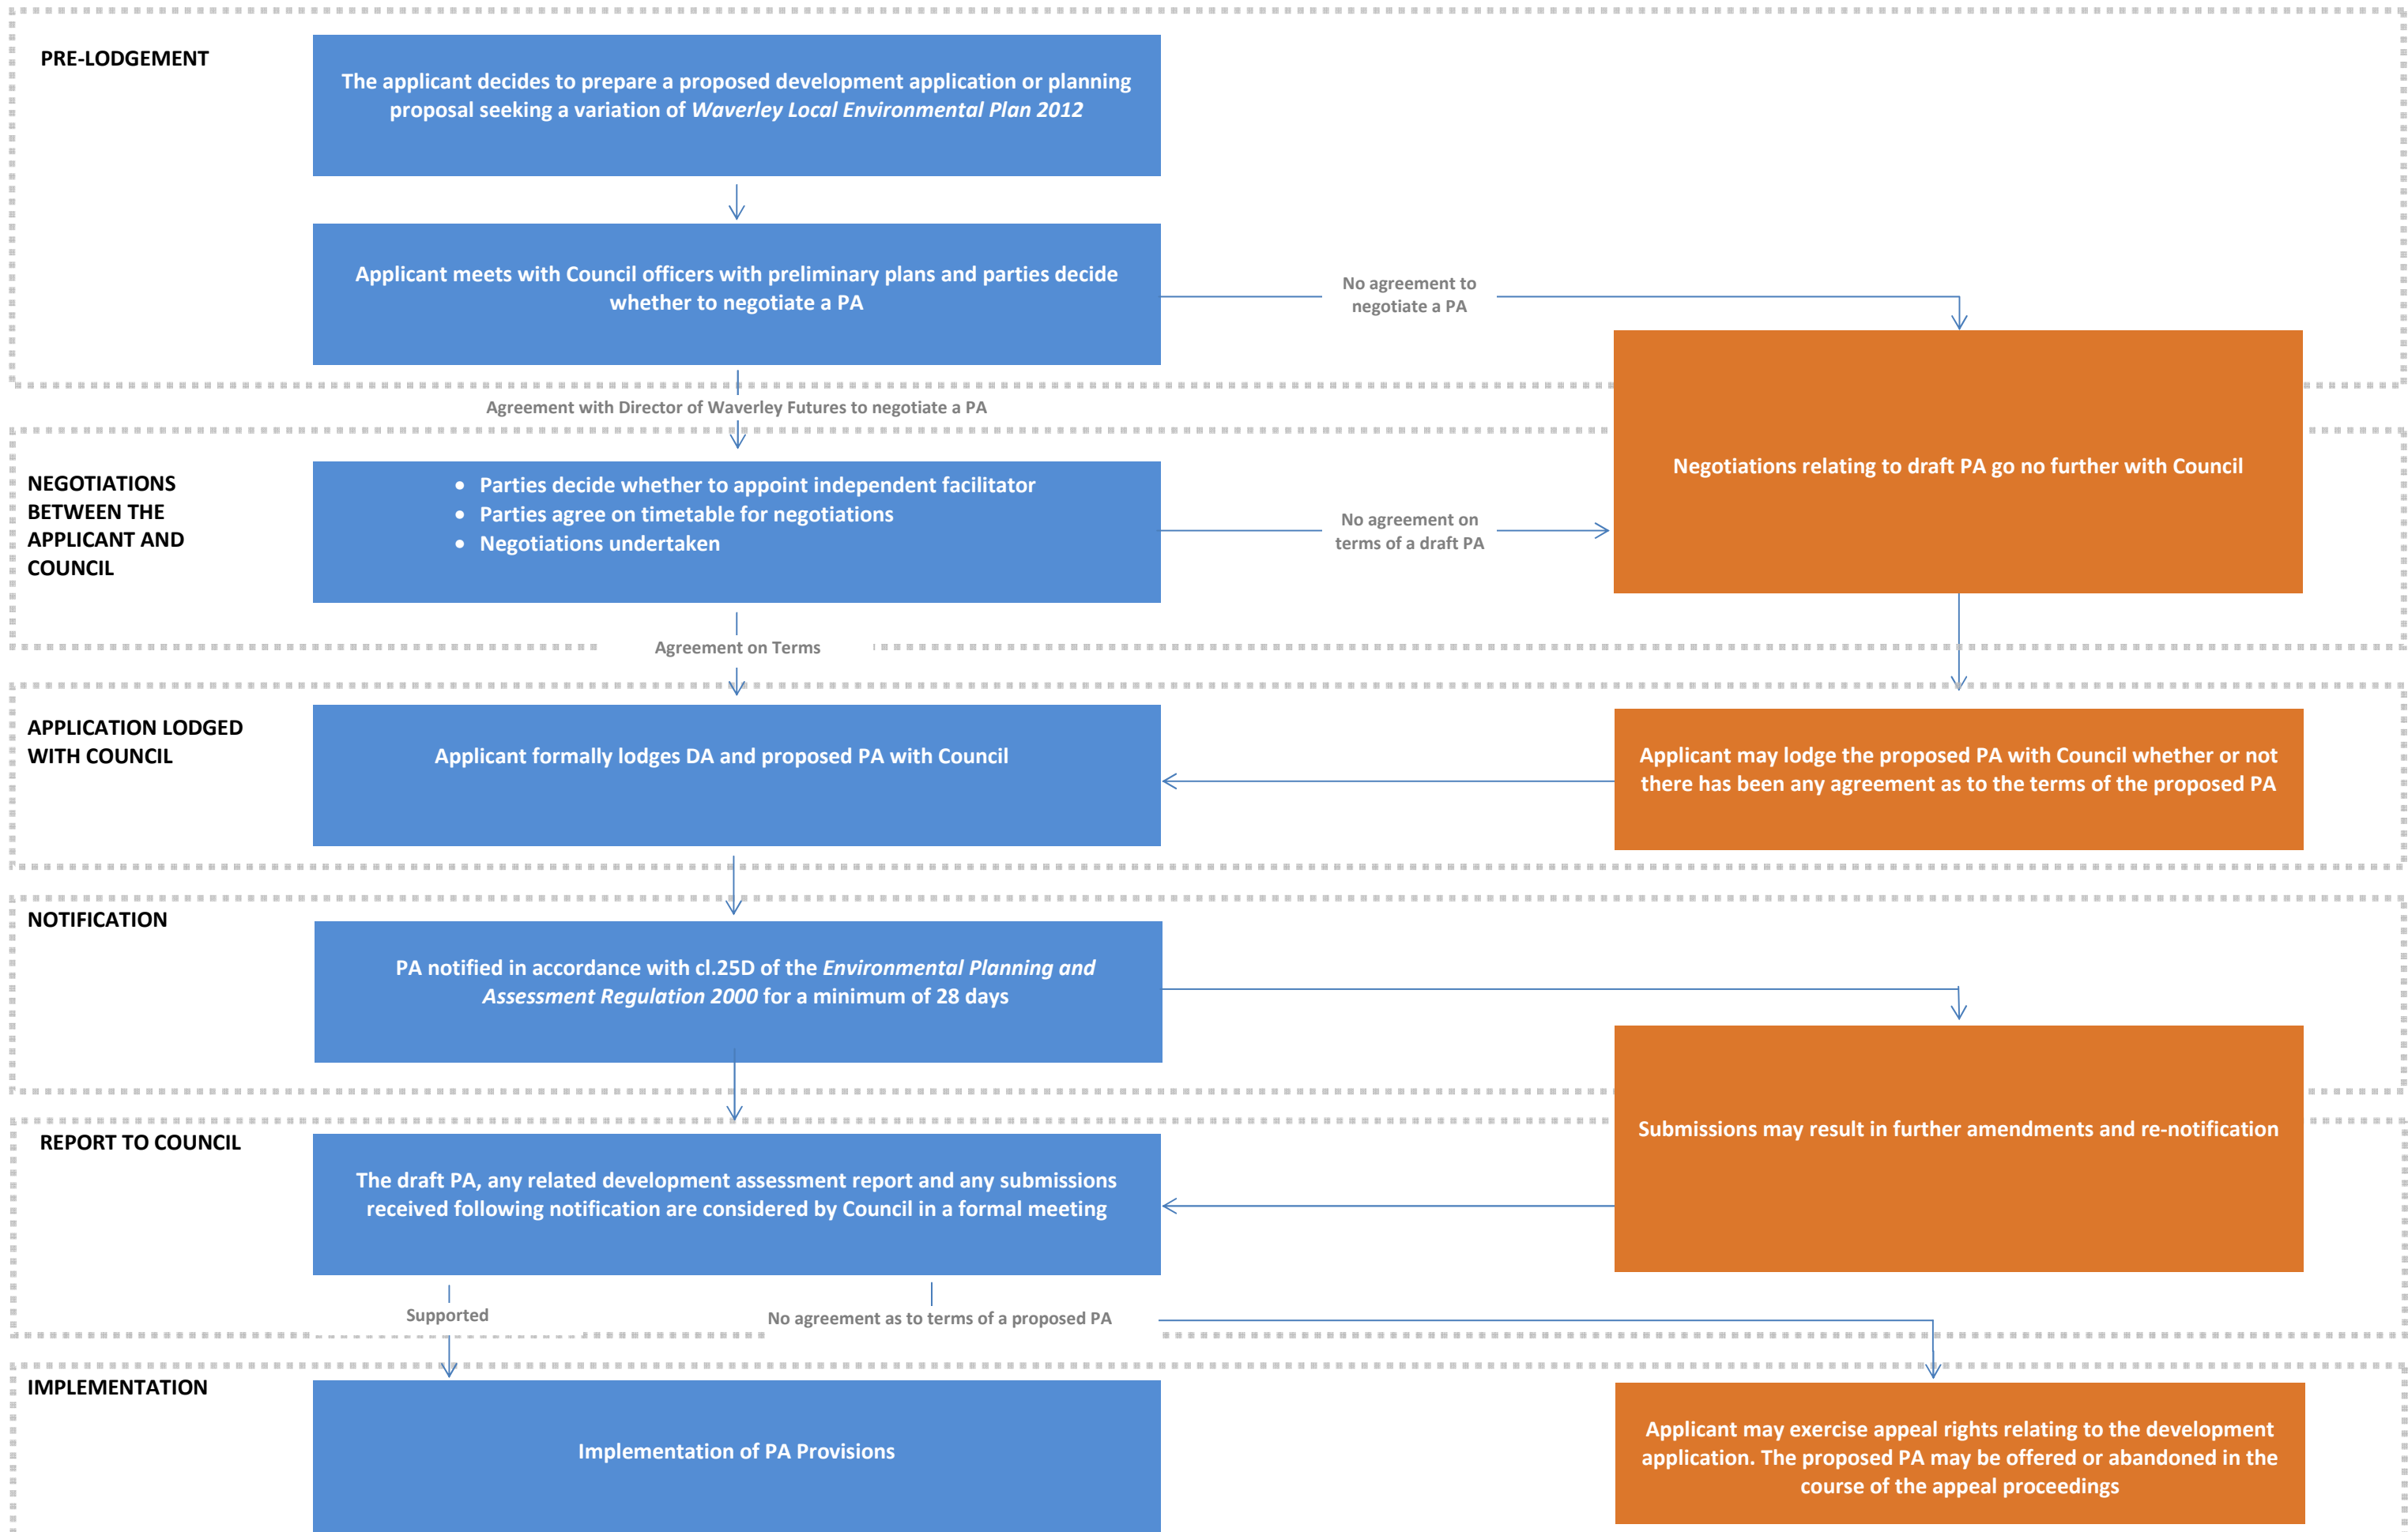 PRE-LODGEMENT
The applicant decides to prepare a proposed development application or planning
proposal seeking a variation of Waverley Local Environmental Plan 2012
Applicant meets with Council officers with preliminary plans and parties decide
whether to negotiate a PA
No agreement to
negotiate a PA
Agreement with Director of Waverley Futures to negotiate a PA
Negotiations relating to draft PA go no further with Council
NEGOTIATIONS
BETWEEN THE
APPLICANT AND
COUNCIL
• Parties decide whether to appoint independent facilitator
• Parties agree on timetable for negotiations
• Negotiations undertaken
No agreement on
terms of a draft PA
Agreement on Terms
APPLICATION LODGED
WITH COUNCIL
Applicant formally lodges DA and proposed PA with Council
Applicant may lodge the proposed PA with Council whether or not
there has been any agreement as to the terms of the proposed PA
NOTIFICATION
PA notified in accordance with cl.25D of the Environmental Planning and
Assessment Regulation 2000 for a minimum of 28 days
Submissions may result in further amendments and re-notification
REPORT TO COUNCIL
The draft PA, any related development assessment report and any submissions
received following notification are considered by Council in a formal meeting
Supported
No agreement as to terms of a proposed PA
IMPLEMENTATION
Implementation of PA Provisions
Applicant may exercise appeal rights relating to the development
application. The proposed PA may be offered or abandoned in the
course of the appeal proceedings